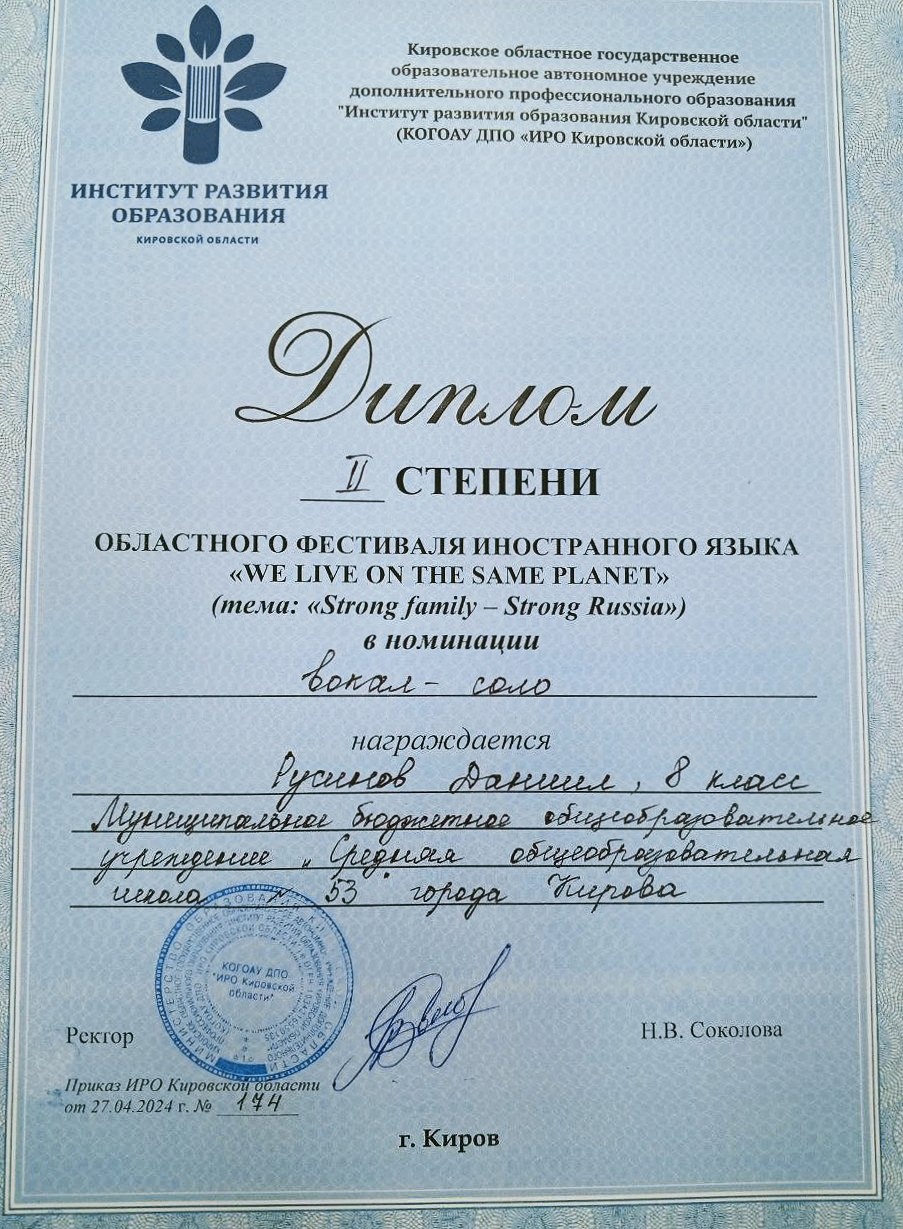 ИНСТИТУТ РАЗВИТИЯ
ОБРАЗОВАНИЯ
КИРОВСКОЙ ОБЛАСТИ
Кировское областное государственное
образовательное автономное учреждение
дополнительного профессионального образования
"Институт развития образования Кировской области"
(КОГОАУ ДПО «ИРО Кировской области»)
Диплом
II СТЕПЕНИ
ОБЛАСТНОГО ФЕСТИВАЛЯ ИНОСТРАННОГО ЯЗЫКА
«WE LIVE ON THE SAME PLANET»
(тема: «Strong family – Strong Russia»)
в номинации
вокал- соло
награждается
Русинов Даниил, 8 класс
Муниципальное бюджетное общеобразовательное
учреждение "Средняя общеобразовательная
школа № 53" города Кирова
КОГОАУ ДПО
"ИРО Кировской
области"
Ректор
Н.В. Соколова
Приказ ИРО Кировской области
от 27.04.2024 г. № 174
г. Киров